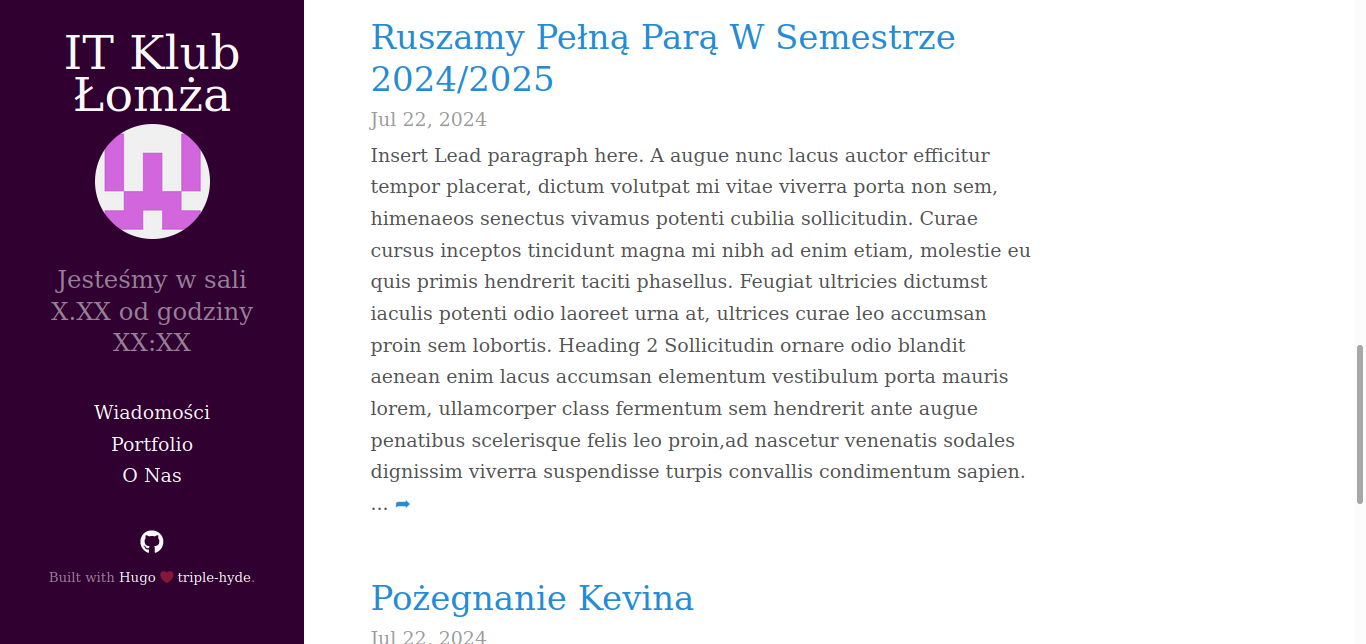 IT Klub
Łomża
Jesteśmy w sali
X.XX od godziny
XX:XX
Wiadomości
Portfolio
O Nas
Built with Hugo ❤ triple-hyde.
Ruszamy Pełną Parą W Semestrze
2024/2025
Jul 22, 2024
Insert Lead paragraph here. A augue nunc lacus auctor efficitur
tempor placerat, dictum volutpat mi vitae viverra porta non sem,
himenaeos senectus vivamus potenti cubilia sollicitudin. Curae
cursus inceptos tincidunt magna mi nibh ad enim etiam, molestie eu
quis primis hendrerit taciti phasellus. Feugiat ultricies dictumst
iaculis potenti odio laoreet urna at, ultrices curae leo accumsan
proin sem lobortis. Heading 2 Sollicitudin ornare odio blandit
aenean enim lacus accumsan elementum vestibulum porta mauris
lorem, ullamcorper class fermentum sem hendrerit ante augue
penatibus scelerisque felis leo proin,ad nascetur venenatis sodales
dignissim viverra suspendisse turpis convallis condimentum sapien.
... ➦
Pożegnanie Kevina
Jul 22, 2024